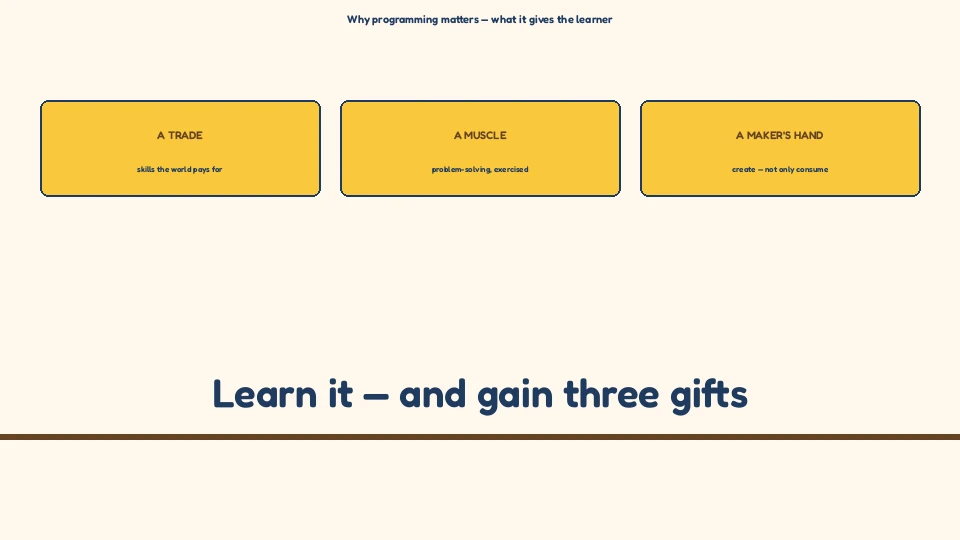 Why programming matters — what it gives the learner
A TRADE
skills the world pays for
A MUSCLE
problem-solving, exercised
A MAKER'S HAND
create — not only consume
Learn it — and gain three gifts